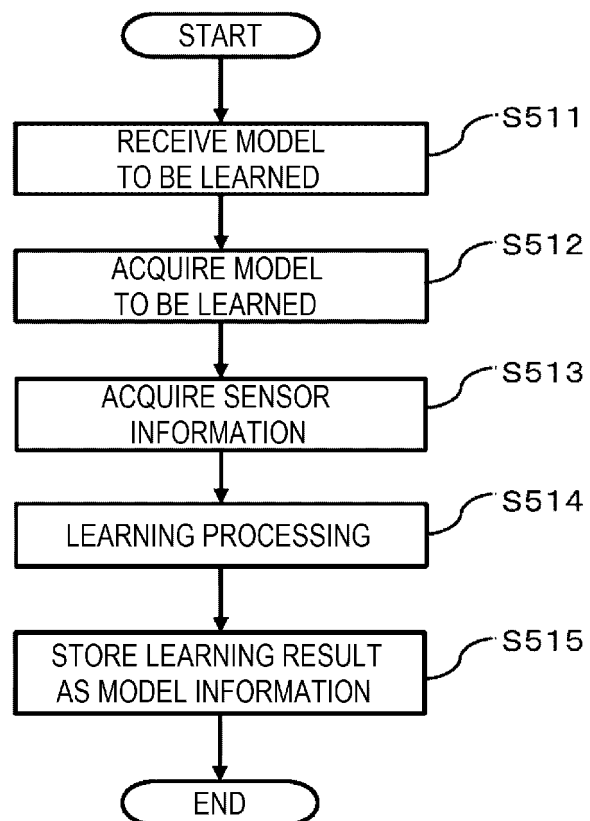 START
RECEIVE MODEL
TO BE LEARNED
S511
ACQUIRE MODEL
TO BE LEARNED
S512
ACQUIRE SENSOR
INFORMATION
S513
LEARNING PROCESSING
S514
STORE LEARNING RESULT
AS MODEL INFORMATION
S515
END